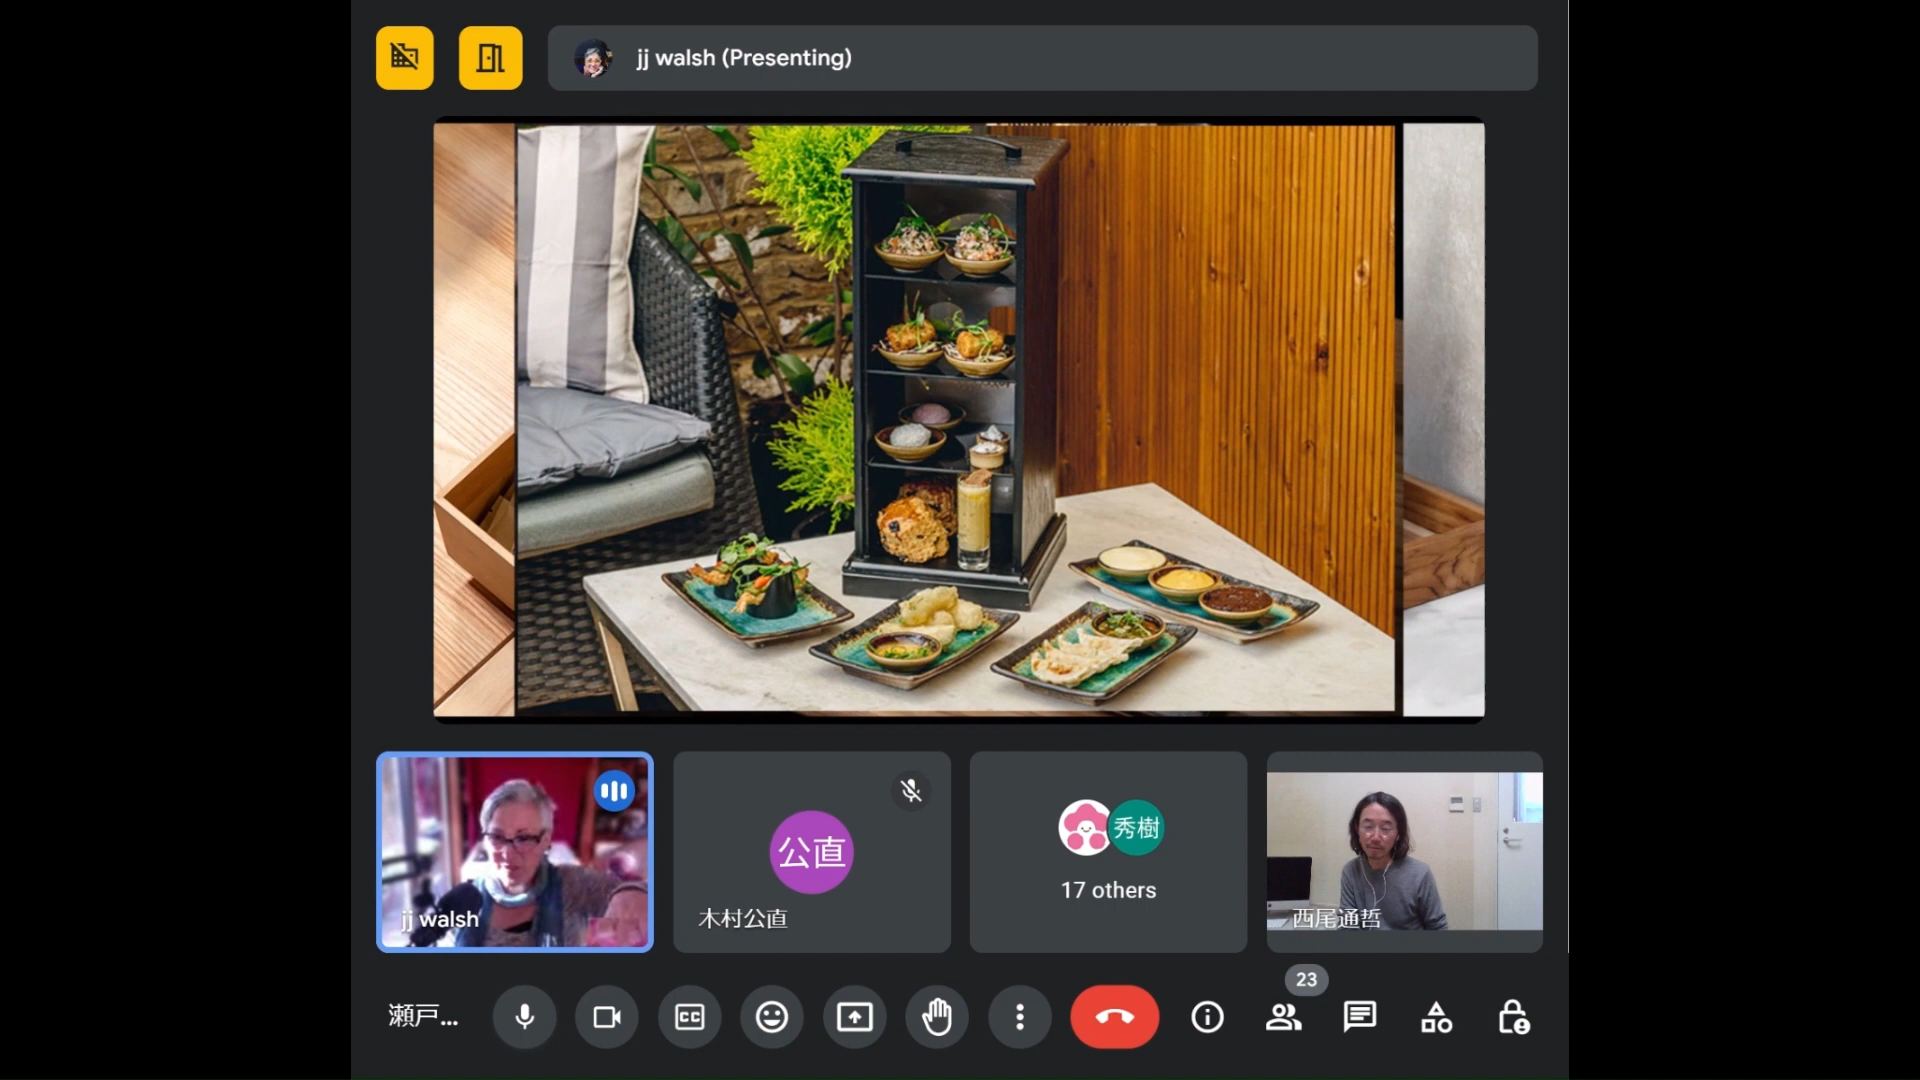 jj walsh (Presenting)
公直
木村公直
秀樹
17 others
jj walsh
西尾通哲
瀬戸...
CC
23